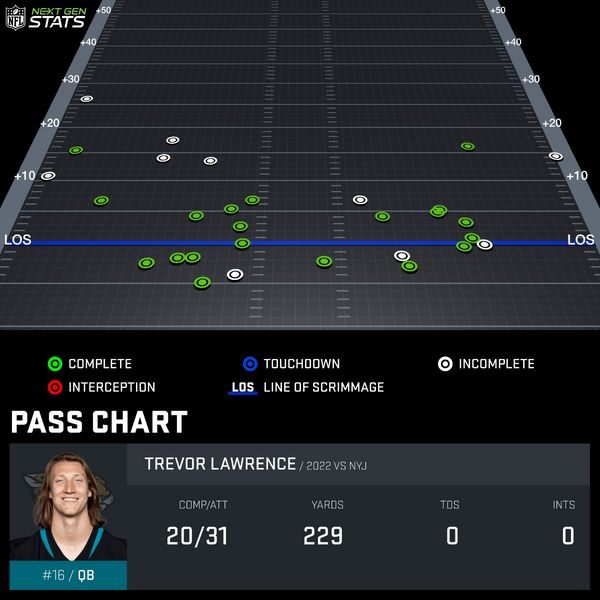 NFL NEXT GEN STATS
+50 +50
+40 +40
+30 +30
+20 +20
+10 +10
LOS LOS
COMPLETE TOUCHDOWN INCOMPLETE
INTERCEPTION LOS LINE OF SCRIMMAGE
PASS CHART
TREVOR LAWRENCE / 2022 VS NYJ
COMP/ATT YARDS TDS INTS
20/31 229 0 0
#16 / QB